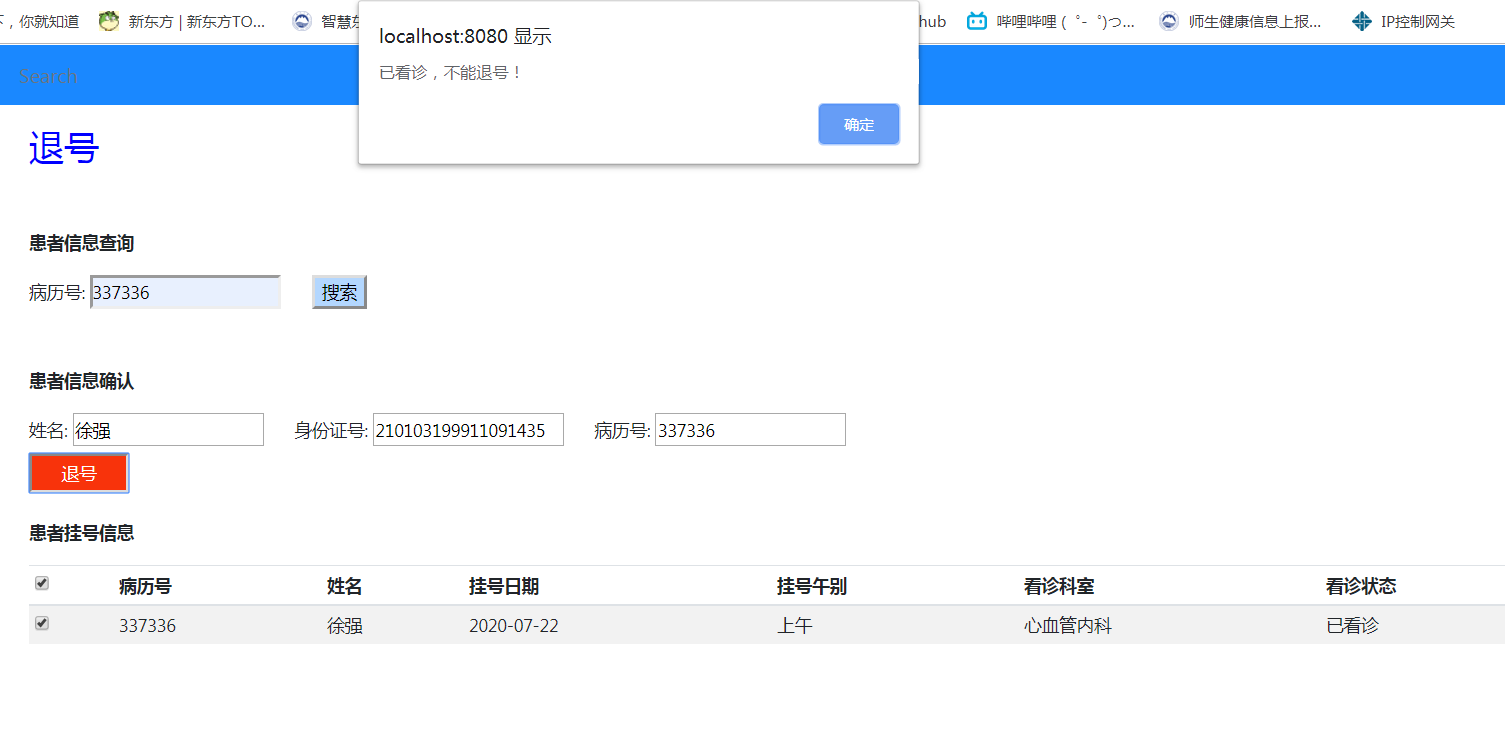 ，你就知道 新东方 | 新东方TO... 智慧 hub 哔哩哔哩 ( ゜- ゜)つ... 师生健康信息上报... IP控制网关
localhost:8080 显示
已看诊，不能退号！
确定
Search
退号
患者信息查询
病历号: 337336 搜索
患者信息确认
姓名: 徐强 身份证号: 210103199911091435 病历号: 337336
退号
患者挂号信息
病历号 姓名 挂号日期 挂号午别 看诊科室 看诊状态
337336 徐强 2020-07-22 上午 心血管内科 已看诊